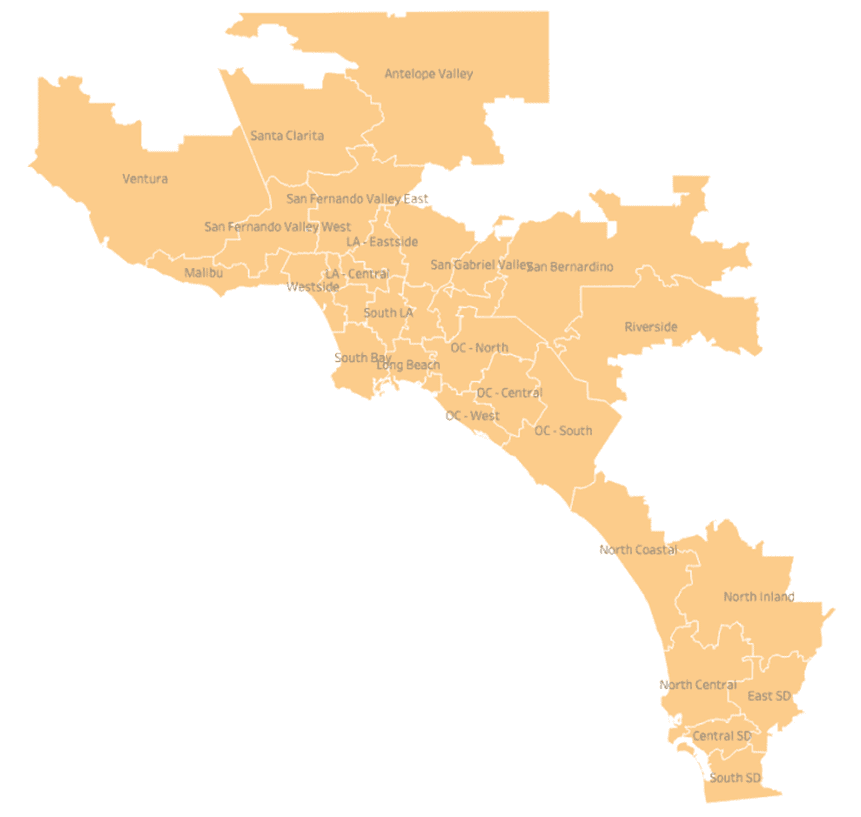 Antelope Valley
Santa Clarita
Ventura
San Fernando Valley East
San Fernando Valley West
LA - Eastside
San Gabriel Valley
San Bernardino
Malibu
LA - Central
Westside
South LA
Riverside
OC - North
South Bay
Long Beach
OC - Central
OC - West
OC - South
North Coastal
North Inland
North Central
East SD
Central SD
South SD